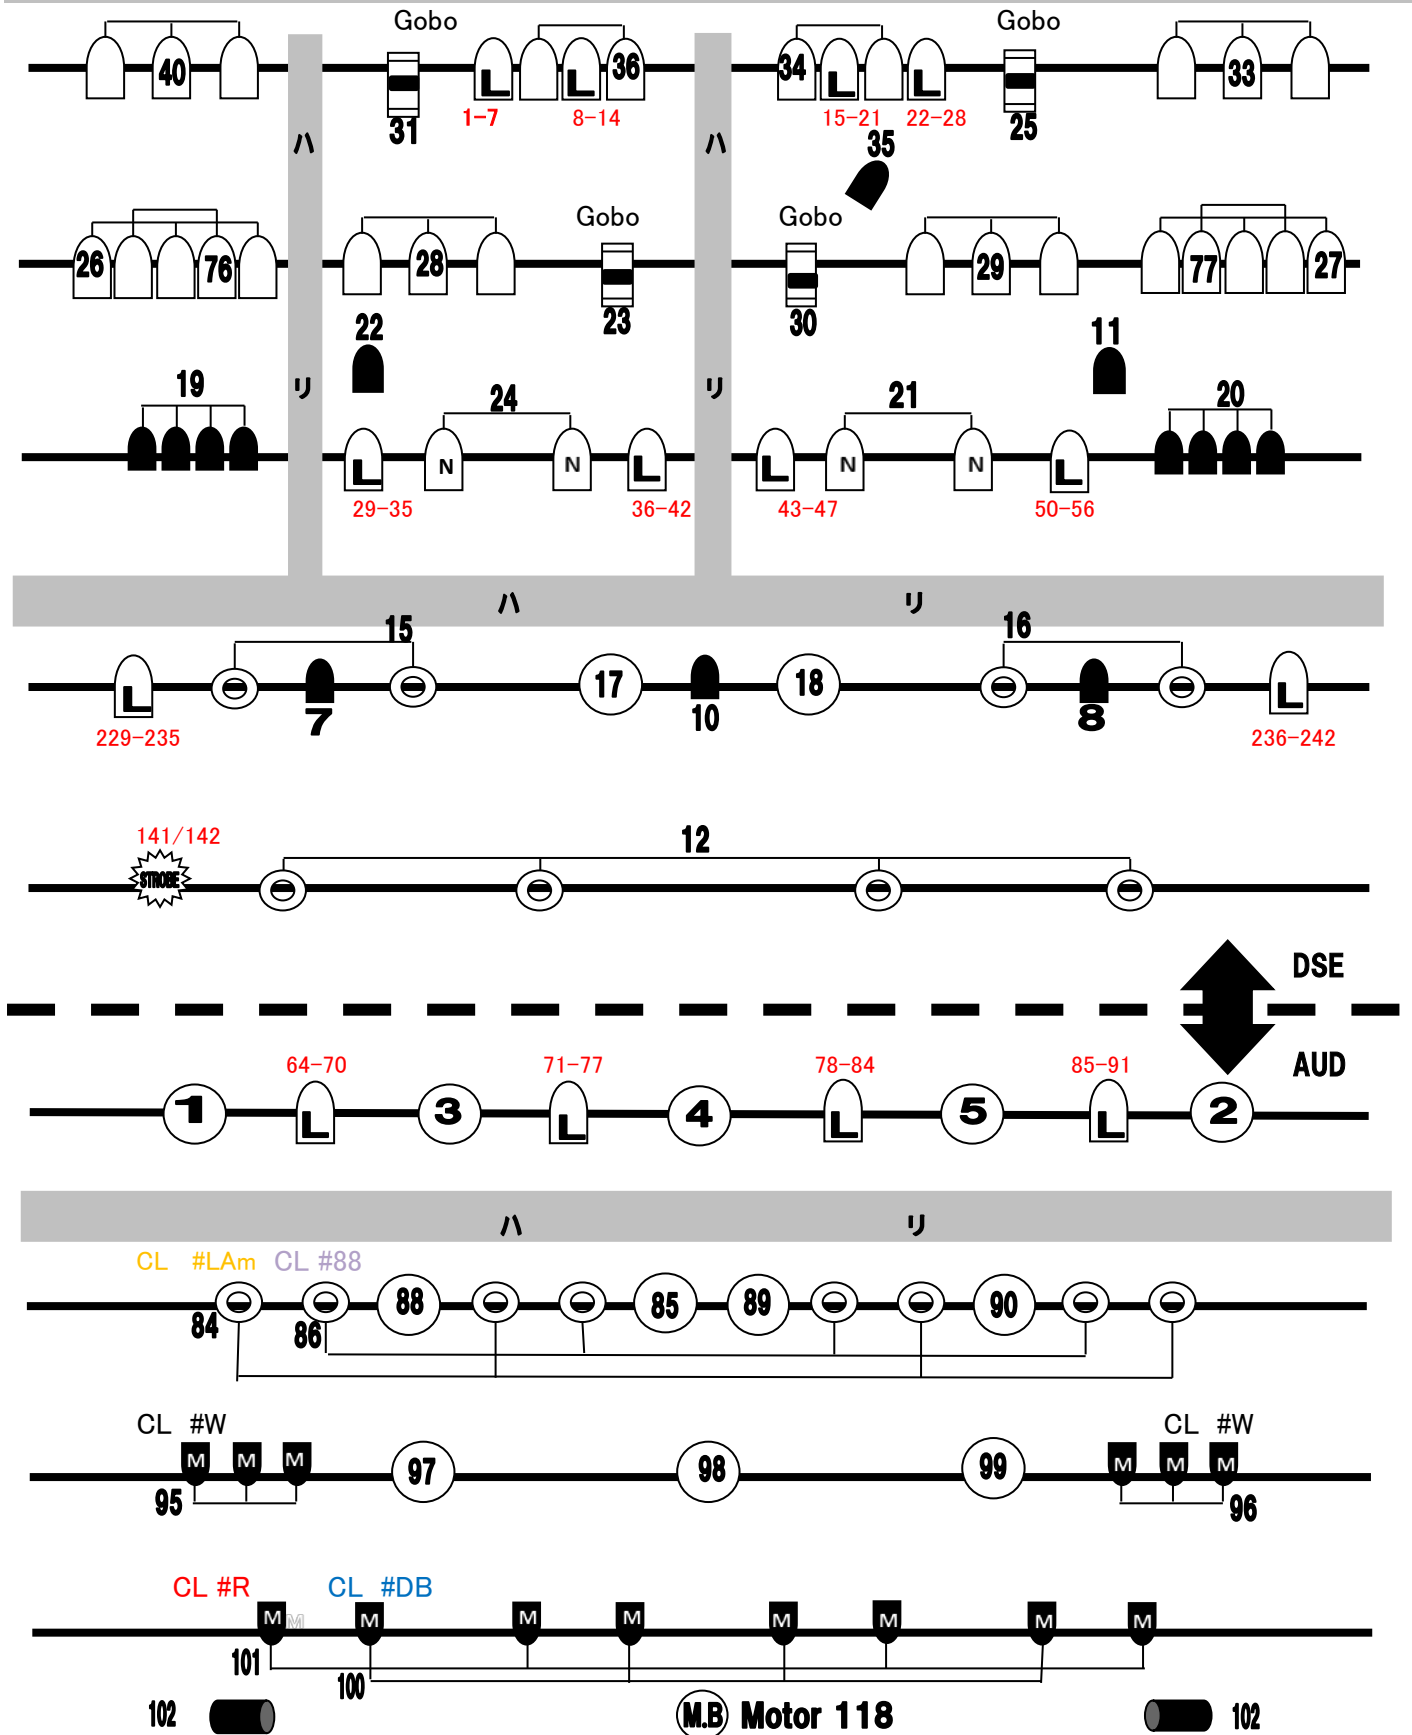 Gobo
Gobo
40
31
L
L
36
34
L
L
25
33
1-7
8-14
15-21
22-28
ハ
ハ
35
Gobo
Gobo
26
76
28
23
30
29
77
27
22
11
リ
リ
19
24
21
20
L
N
N
L
L
N
N
L
29-35
36-42
43-47
50-56
ハ
リ
15
16
L
7
17
10
18
8
L
229-235
236-242
141/142
12
STROBE
DSE
AUD
64-70
71-77
78-84
85-91
1
L
3
L
4
L
5
L
2
ハ
リ
CL #LAm
CL #88
84
86
88
85
89
90
CL #W
CL #W
M
M
M
97
98
99
M
M
M
95
96
CL #R
CL #DB
M
M
M
M
M
M
M
M
M
101
100
102
M.B
Motor 118
102